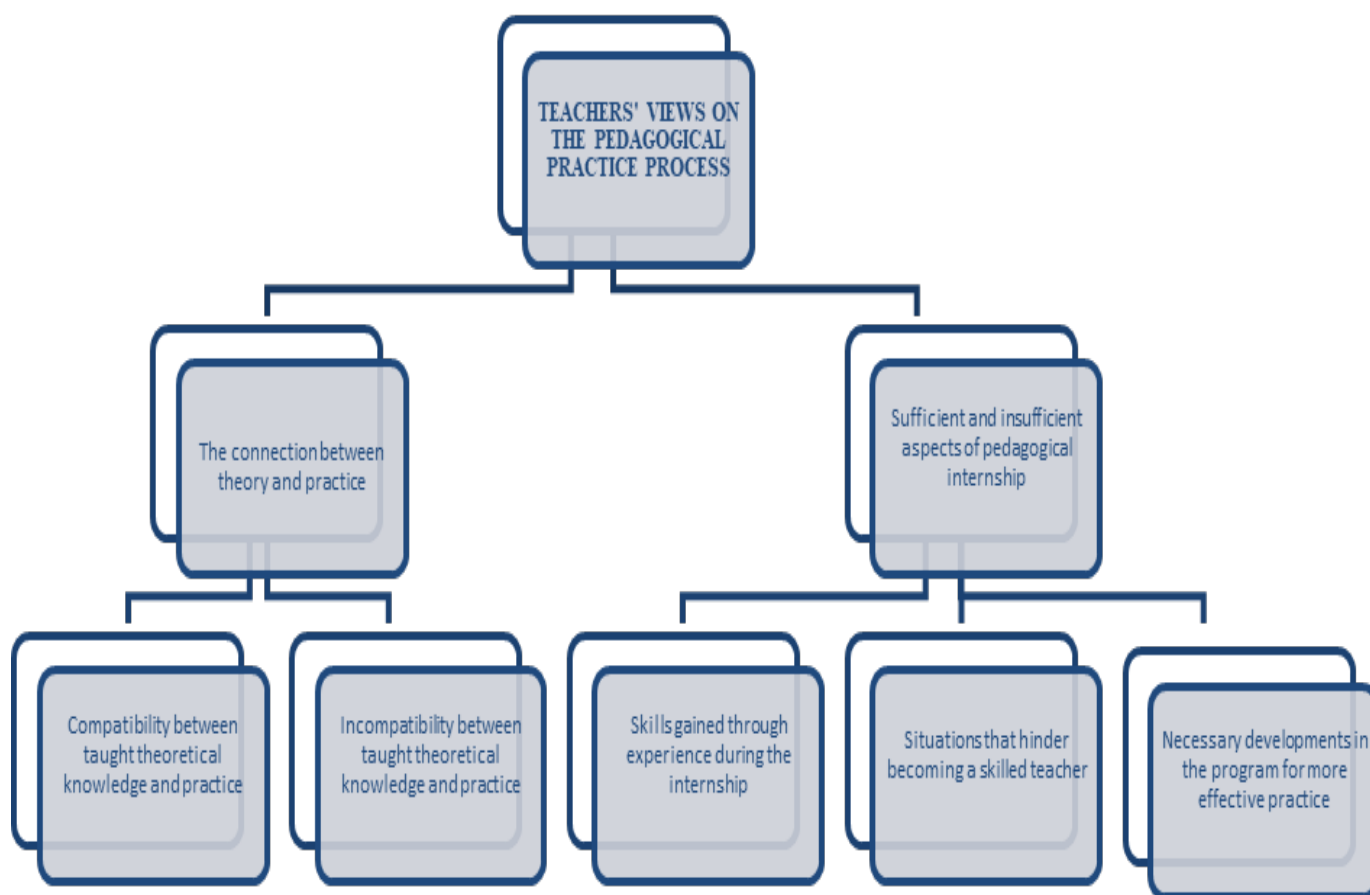 TEACHERS' VIEWS ON
THE PEDAGOGICAL
PRACTICE PROCESS
The connection between
theory and practice
Sufficient and insufficient
aspects of pedagogical
internship
Compatibility between
taught theoretical
knowledge and practice
Incompatibility between
taught theoretical
knowledge and practice
Skills gained through
experience during the
internship
Situations that hinder
becoming a skilled teacher
Necessary developments in
the program for more
effective practice